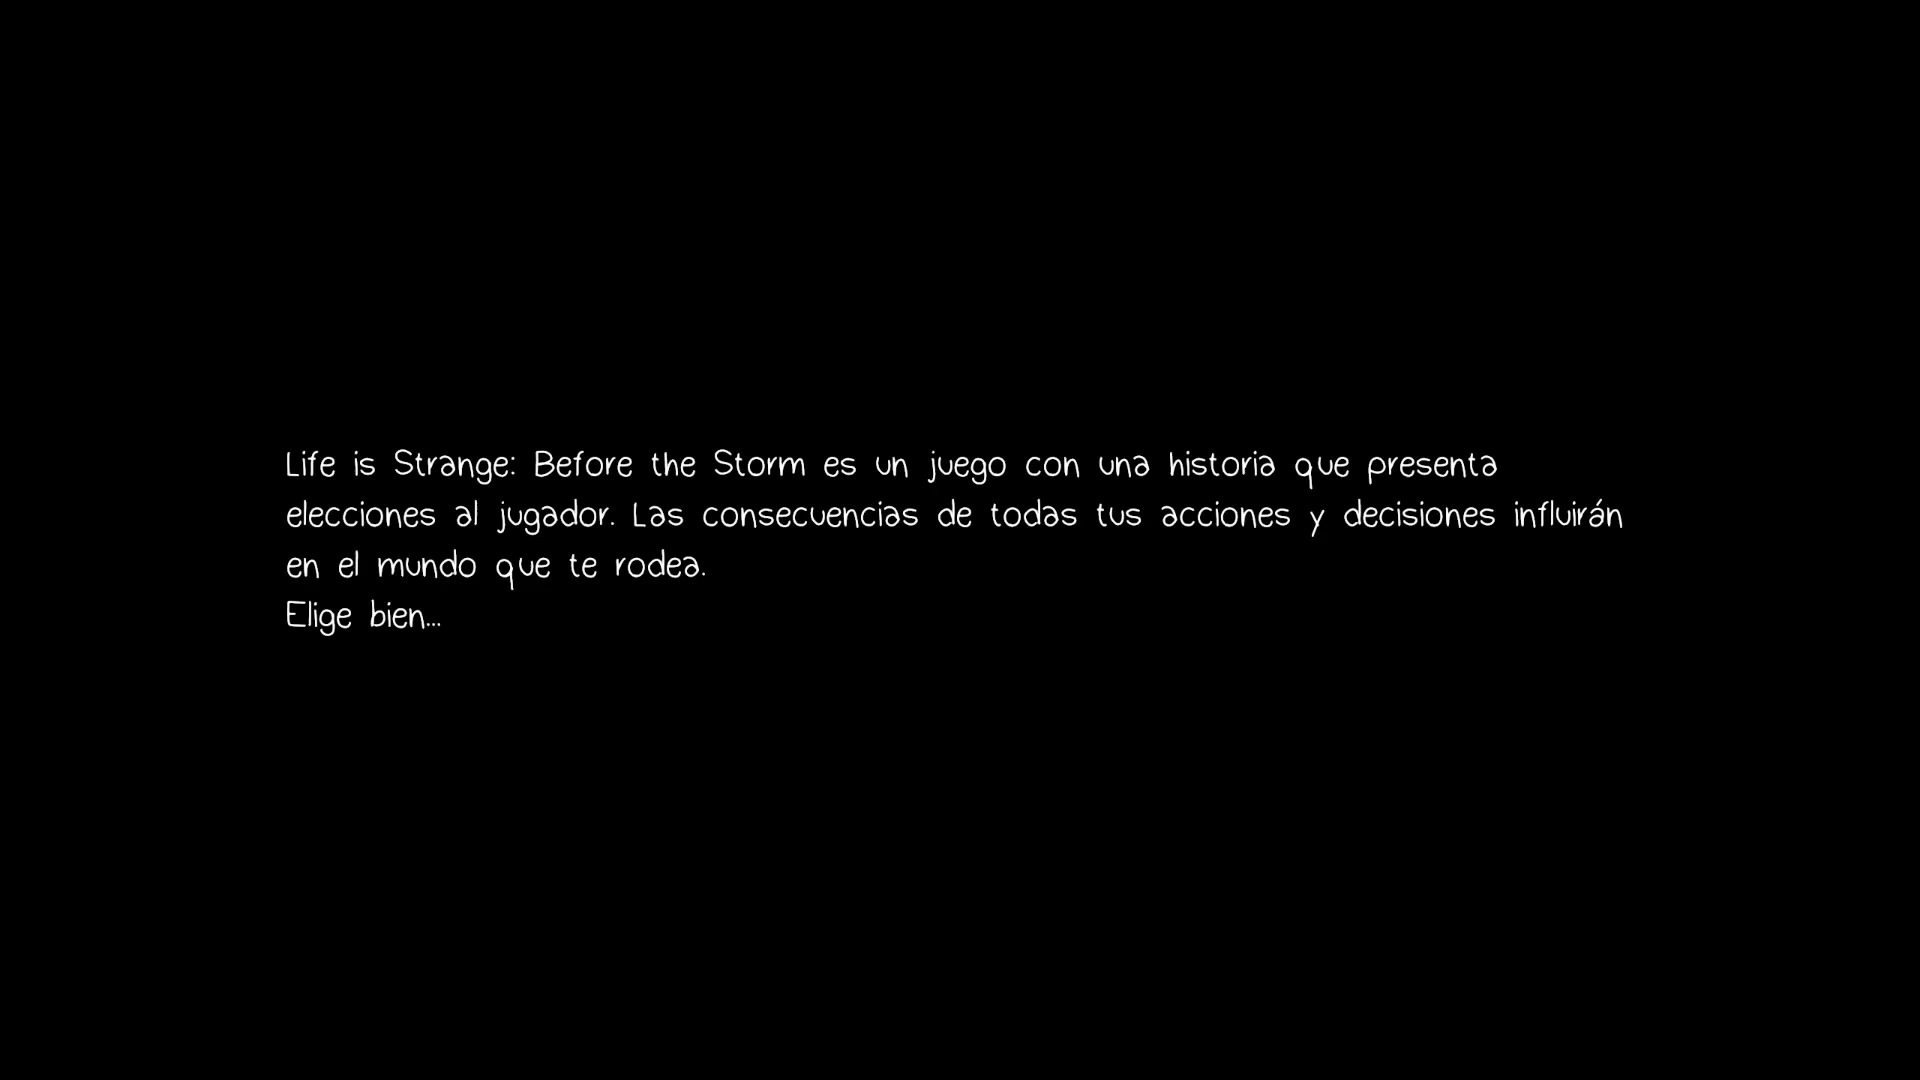 Life is Strange: Before the Storm es un juego con una historia que presenta
elecciones al jugador. Las consecuencias de todas tus acciones y decisiones influirán
en el mundo que te rodea.
Elige bien...